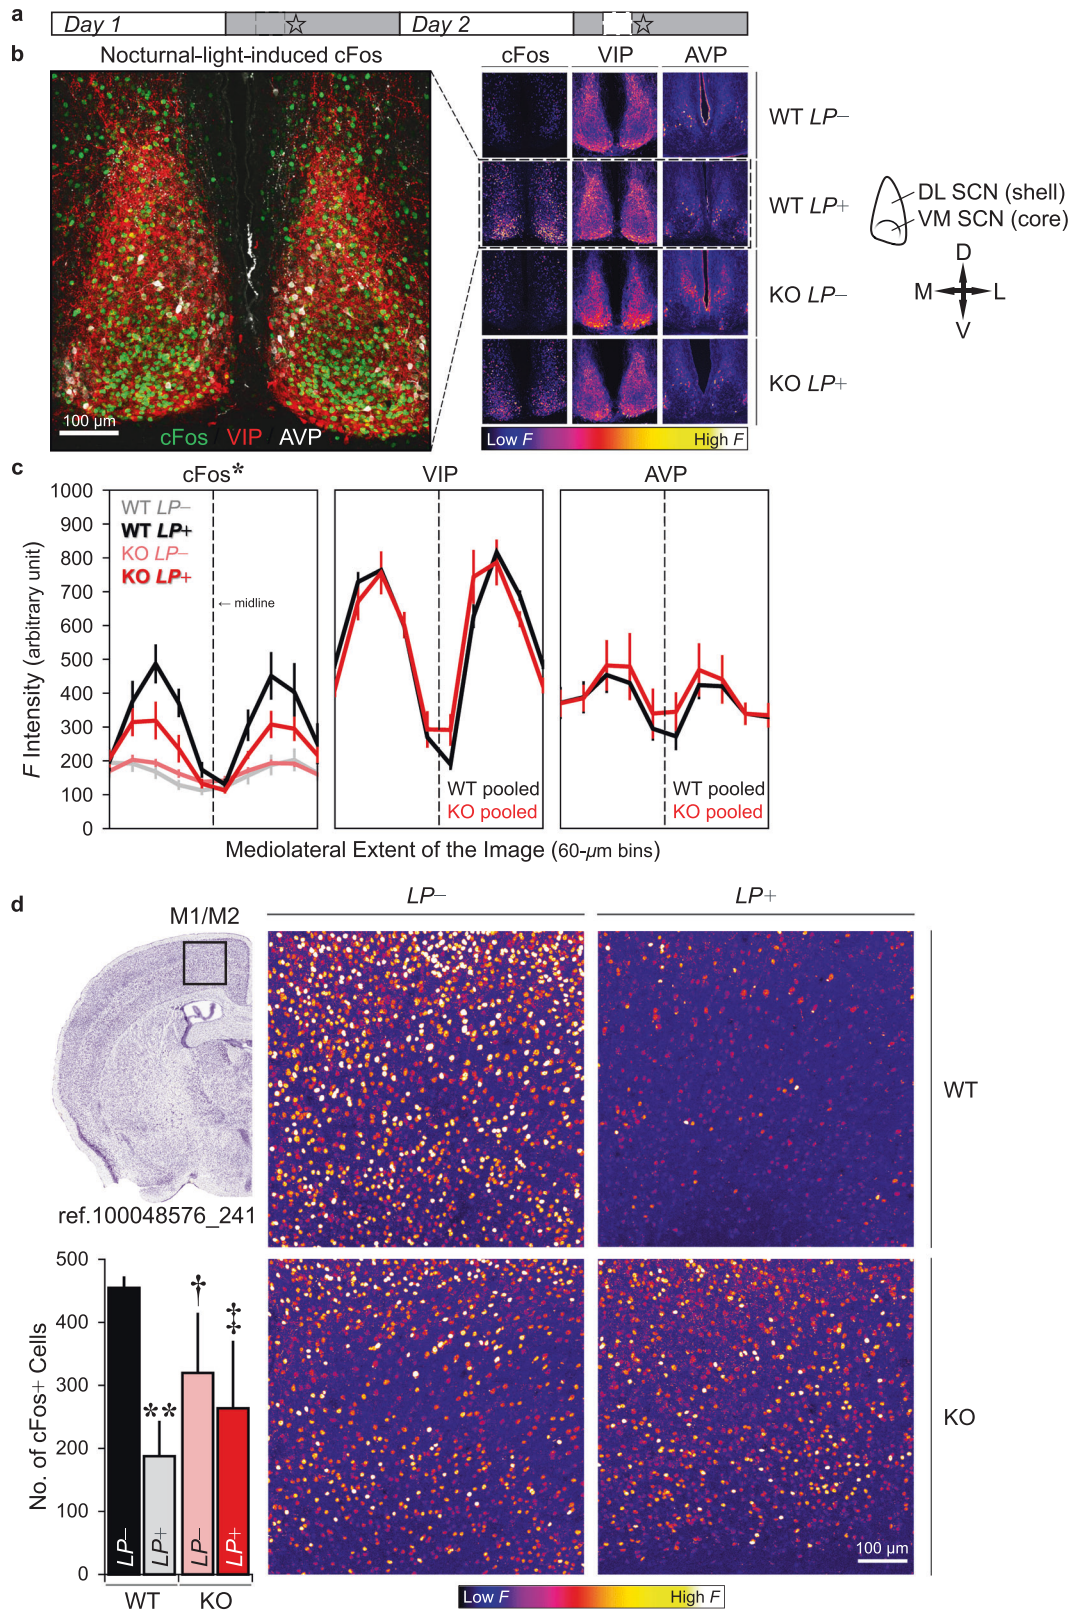 a
Day 1
Day 2
b
Nocturnal-light-induced cFos
cFos
VIP
AVP
WT LP−
WT LP+
KO LP−
KO LP+
DL SCN (shell)
VM SCN (core)
D
M
L
V
100 µm
cFos / VIP / AVP
Low F
High F
c
cFos*
VIP
AVP
WT LP−
WT LP+
KO LP−
KO LP+
← midline
1000
900
800
700
600
500
400
300
200
100
0
F Intensity (arbitrary unit)
WT pooled
KO pooled
WT pooled
KO pooled
Mediolateral Extent of the Image (60-µm bins)
d
M1/M2
LP−
LP+
WT
ref.100048576_241
500
400
300
200
100
0
No. of cFos+ Cells
**
†
‡
LP−
LP+
LP−
LP+
WT
KO
KO
100 µm
Low F
High F